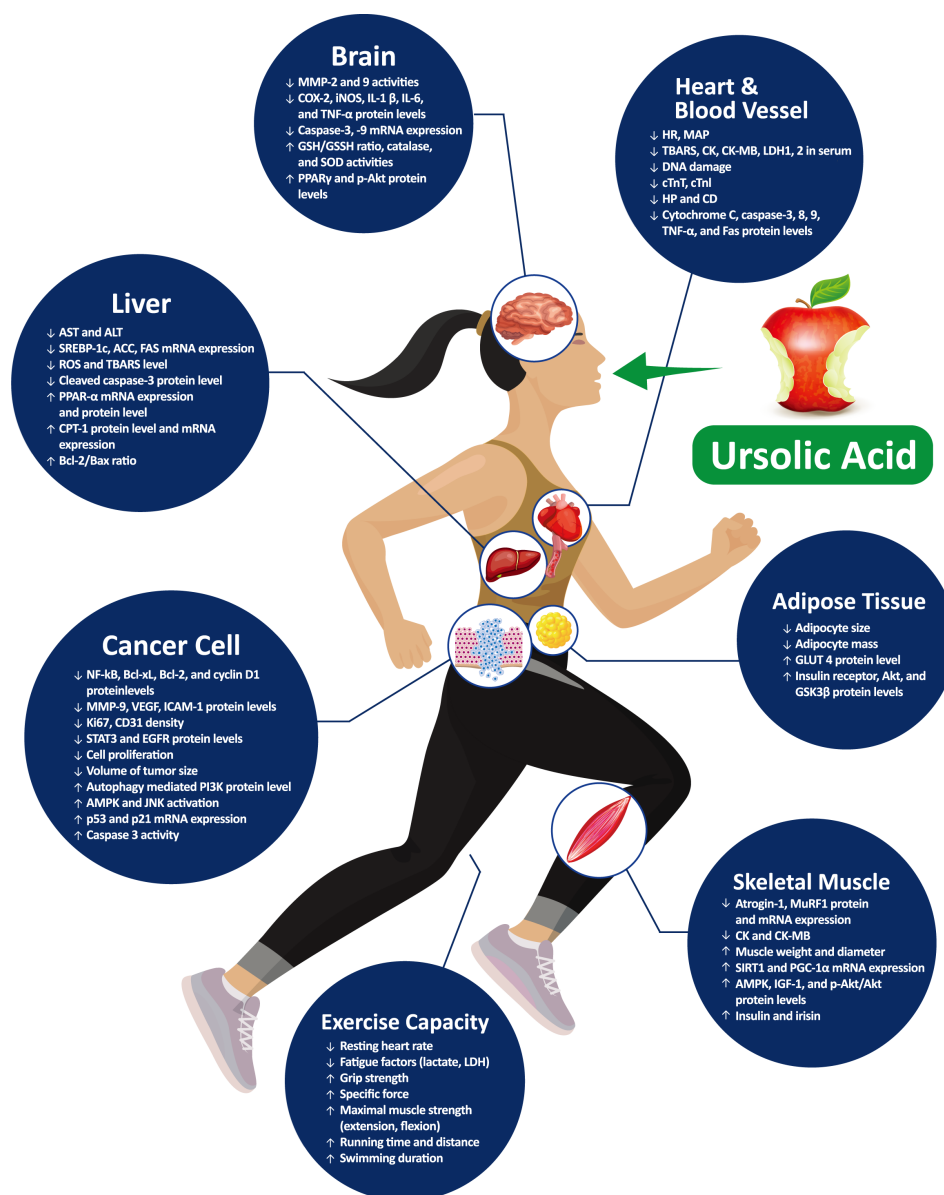 Brain
↓ MMP-2 and 9 activities
↓ COX-2, iNOS, IL-1 β, IL-6,
and TNF-α protein levels
↓ Caspase-3, -9 mRNA expression
↑ GSH/GSSH ratio, catalase,
and SOD activities
↑ PPARγ and p-Akt protein
levels
Heart &
Blood Vessel
↓ HR, MAP
↓ TBARS, CK, CK-MB, LDH1, 2 in serum
↓ DNA damage
↓ cTnT, cTnl
↓ HP and CD
↓ Cytochrome C, caspase-3, 8, 9,
TNF-α, and Fas protein levels
Liver
↓ AST and ALT
↓ SREBP-1c, ACC, FAS mRNA expression
↓ ROS and TBARS level
↓ Cleaved caspase-3 protein level
↑ PPAR-α mRNA expression
and protein level
↑ CPT-1 protein level and mRNA
expression
↑ Bcl-2/Bax ratio
Ursolic Acid
Adipose Tissue
↓ Adipocyte size
↓ Adipocyte mass
↑ GLUT 4 protein level
↑ Insulin receptor, Akt, and
GSK3β protein levels
Cancer Cell
↓ NF-kB, Bcl-xL, Bcl-2, and cyclin D1
proteinlevels
↓ MMP-9, VEGF, ICAM-1 protein levels
↓ Ki67, CD31 density
↓ STAT3 and EGFR protein levels
↓ Cell proliferation
↓ Volume of tumor size
↑ Autophagy mediated PI3K protein level
↑ AMPK and JNK activation
↑ p53 and p21 mRNA expression
↑ Caspase 3 activity
Skeletal Muscle
↓ Atrogin-1, MuRF1 protein
and mRNA expression
↓ CK and CK-MB
↑ Muscle weight and diameter
↑ SIRT1 and PGC-1α mRNA expression
↑ AMPK, IGF-1, and p-Akt/Akt
protein levels
↑ Insulin and irisin
Exercise Capacity
↓ Resting heart rate
↓ Fatigue factors (lactate, LDH)
↑ Grip strength
↑ Specific force
↑ Maximal muscle strength
(extension, flexion)
↑ Running time and distance
↑ Swimming duration